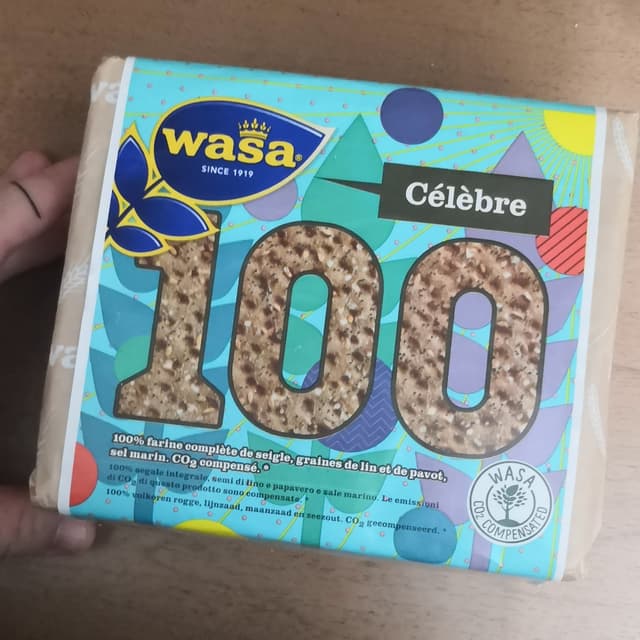 wasa®
SINCE 1919
Célèbre
100
100% farine complète de seigle, graines de lin et de pavot,
sel marin. CO2 compensé. *
100% segale integrale, semi di lino e papavero e sale marino. Le emissioni
di CO2 di questo prodotto sono compensate. *
100% volkoren rogge, lijnzaad, maanzaad en zeezout. CO2 gecompenseerd. *
WASA
CO2 COMPENSATED